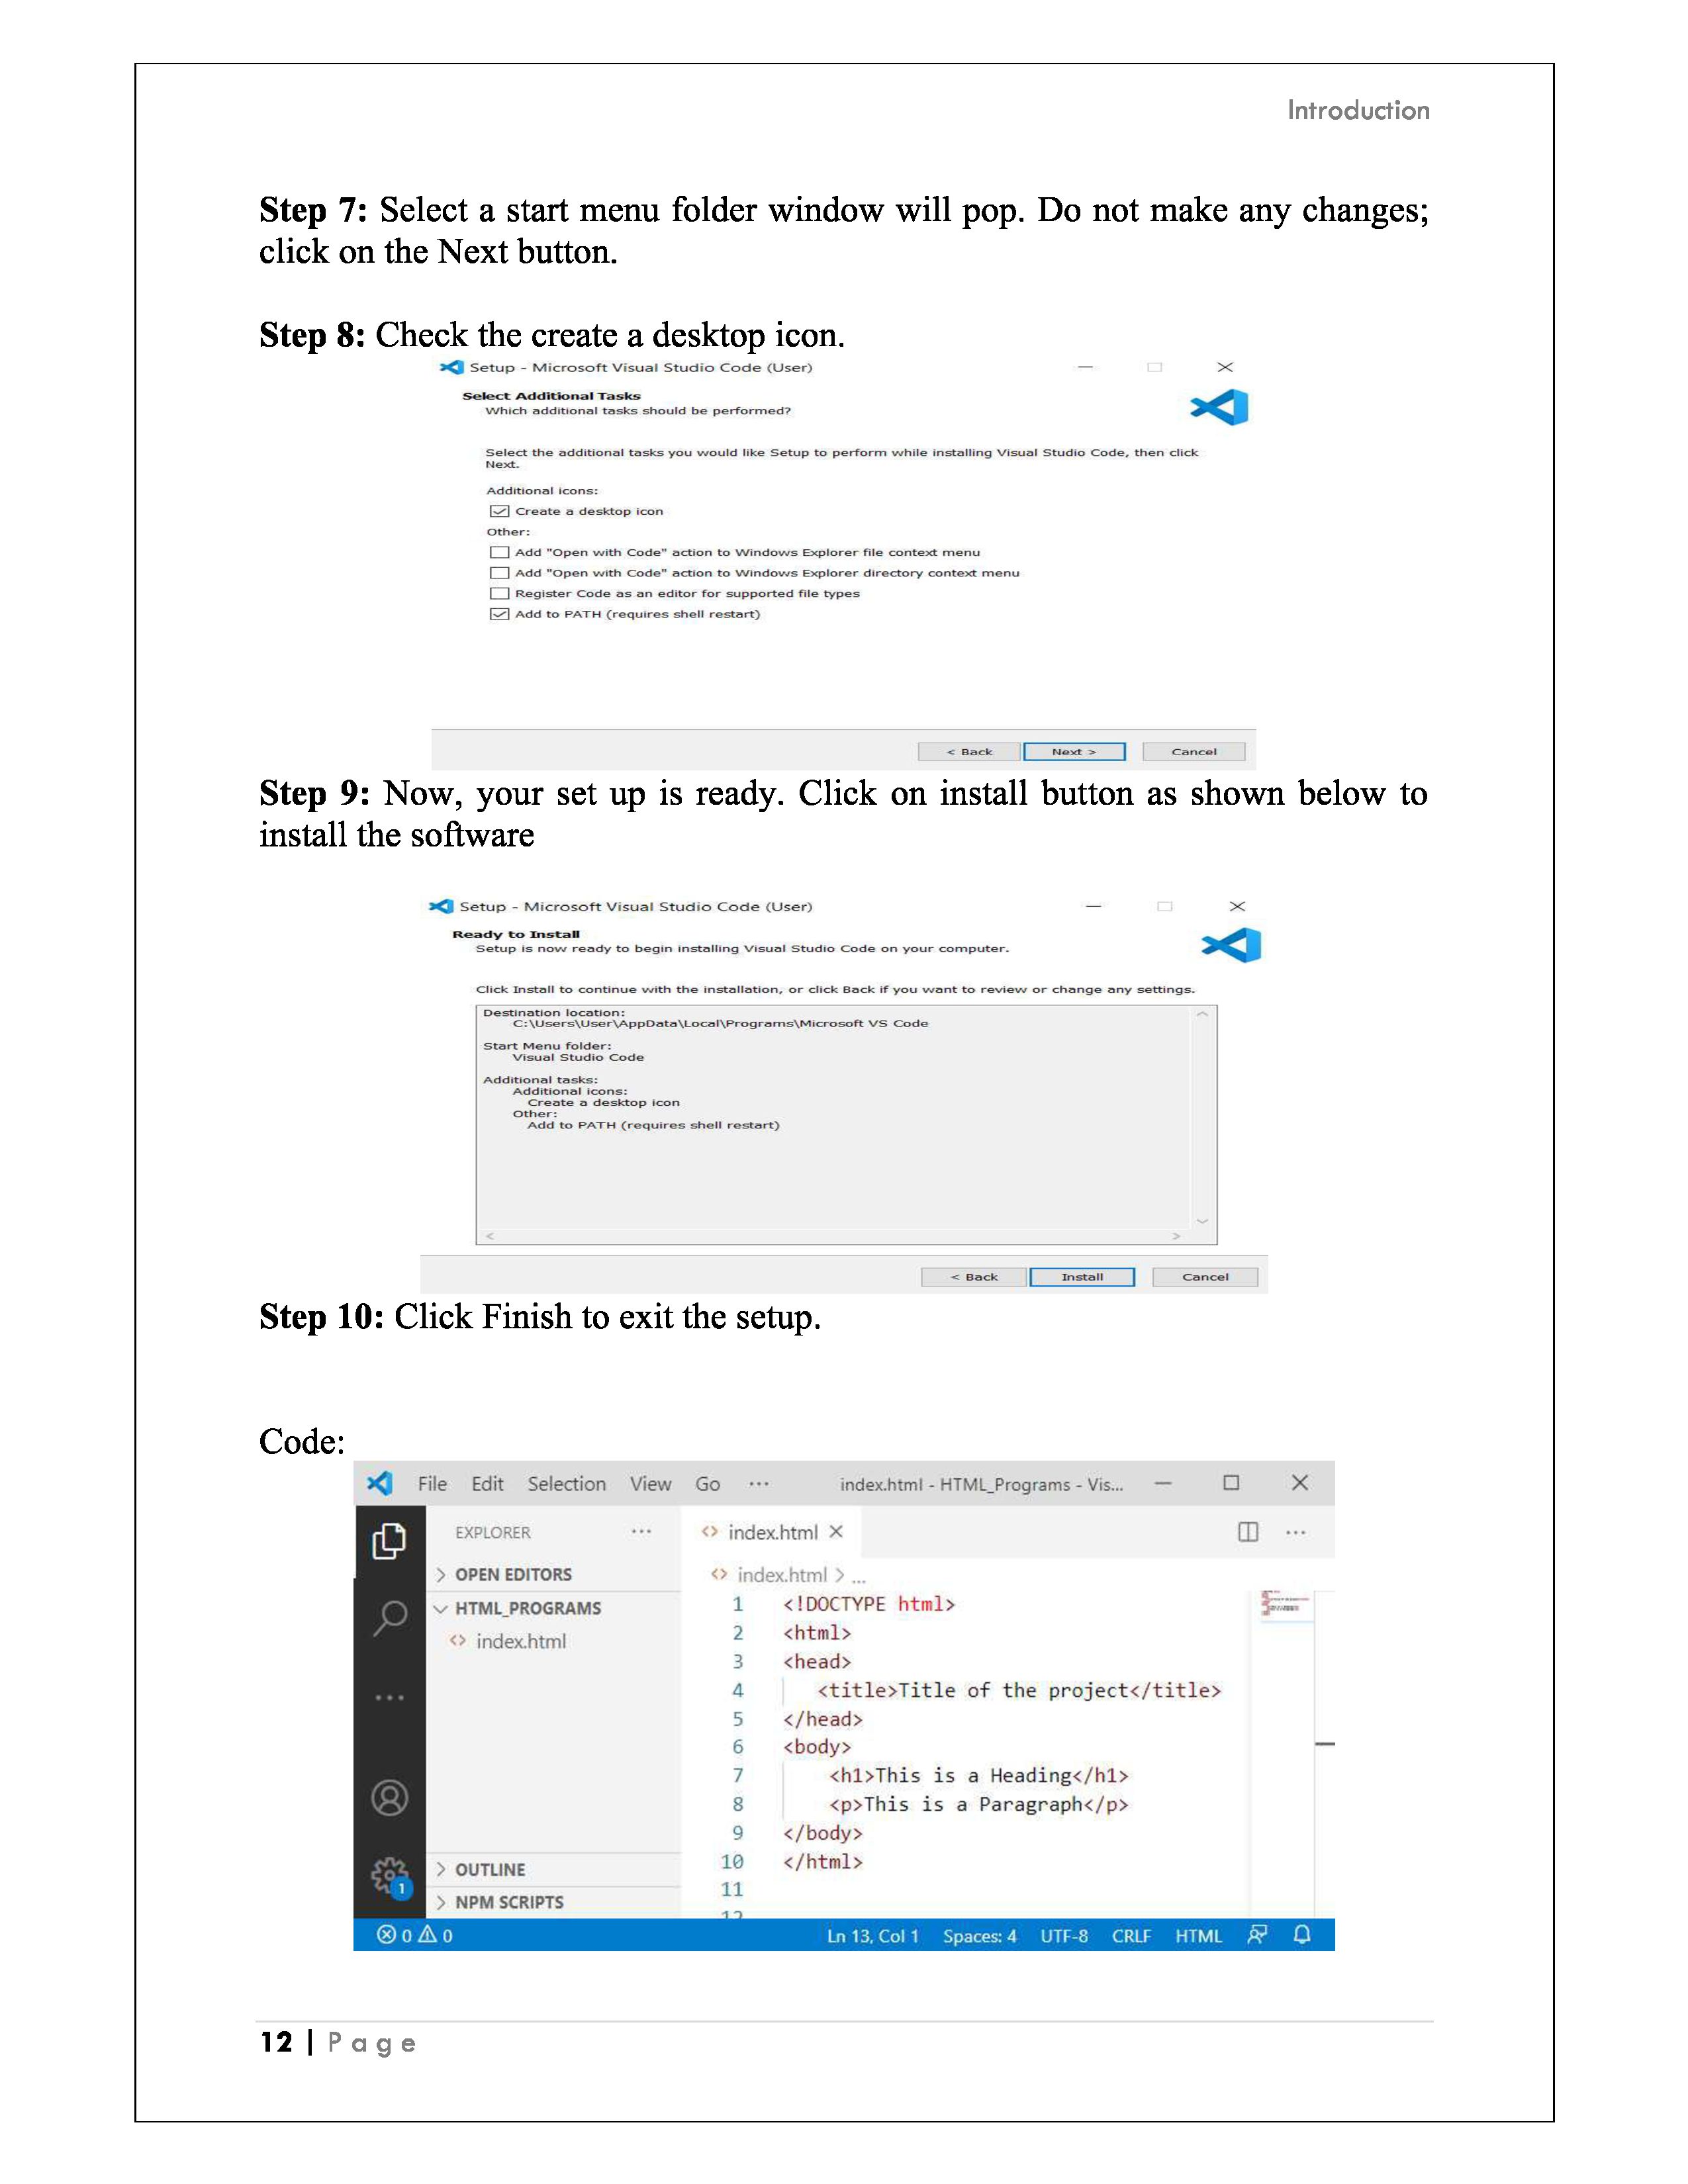 Introduction
Step 7: Select a start menu folder window will pop. Do not make any changes;
click on the Next button.
Step 8: Check the create a desktop icon.
Setup - Microsoft Visual Studio Code (User)
Select Additional Tasks
Which additional tasks should be performed?
Select the additional tasks you would like Setup to perform while installing Visual Studio Code, then click
Next.
Additional icons:
Create a desktop icon
Other:
Add "Open with Code" action to Windows Explorer file context menu
Add "Open with Code" action to Windows Explorer directory context menu
Register Code as an editor for supported file types
Add to PATH (requires shell restart)
< Back Next > Cancel
Step 9: Now, your set up is ready. Click on install button as shown below to
install the software
Setup - Microsoft Visual Studio Code (User)
Ready to Install
Setup is now ready to begin installing Visual Studio Code on your computer.
Click Install to continue with the installation, or click Back if you want to review or change any settings.
Destination location:
C:\Users\User\AppData\Local\Programs\Microsoft VS Code
Start Menu folder:
Visual Studio Code
Additional tasks:
Additional icons:
Create a desktop icon
Other:
Add to PATH (requires shell restart)
< Back Install Cancel
Step 10: Click Finish to exit the setup.
Code:
File Edit Selection View Go ··· index.html - HTML_Programs - Vis...
EXPLORER ···
OPEN EDITORS
HTML_PROGRAMS
<> index.html
OUTLINE
NPM SCRIPTS
<> index.html ···
<> index.html > ...
1 <!DOCTYPE html>
2 <html>
3 <head>
4 <title>Title of the project</title>
5 </head>
6 <body>
7 <h1>This is a Heading</h1>
8 <p>This is a Paragraph</p>
9 </body>
10 </html>
11
12
1
0 0 Ln 13, Col 1 Spaces: 4 UTF-8 CRLF HTML
12 | Page